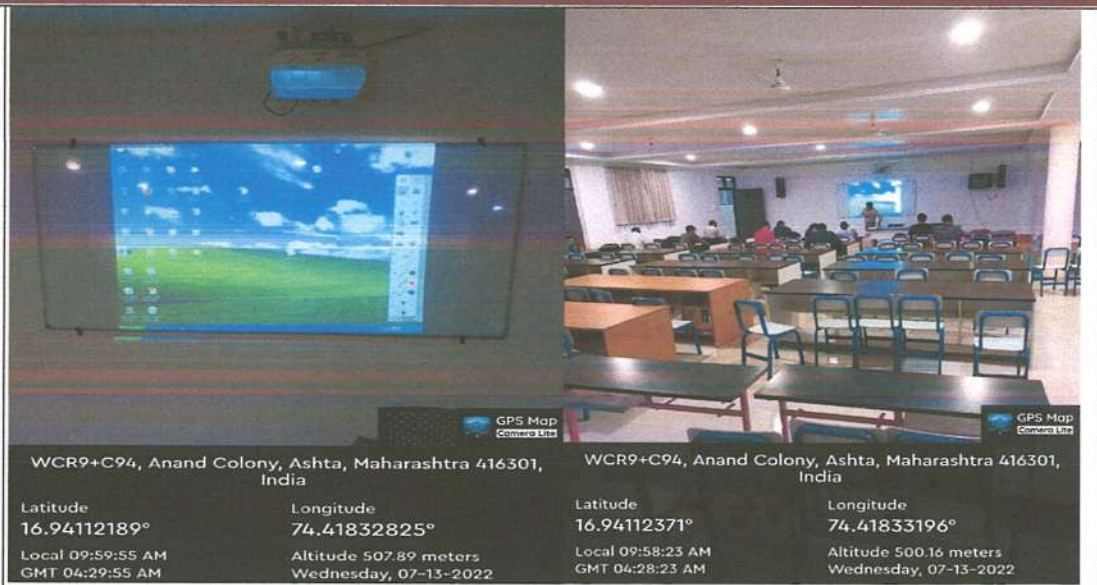 GPS Map
Camera Lite
WCR9+C94, Anand Colony, Ashta, Maharashtra 416301,
India
Latitude
16.94112189°
Longitude
74.41832825°
Local 09:59:55 AM
GMT 04:29:55 AM
Altitude 507.89 meters
Wednesday, 07-13-2022
GPS Map
Camera Lite
WCR9+C94, Anand Colony, Ashta, Maharashtra 416301,
India
Latitude
16.94112371°
Longitude
74.41833196°
Local 09:58:23 AM
GMT 04:28:23 AM
Altitude 500.16 meters
Wednesday, 07-13-2022